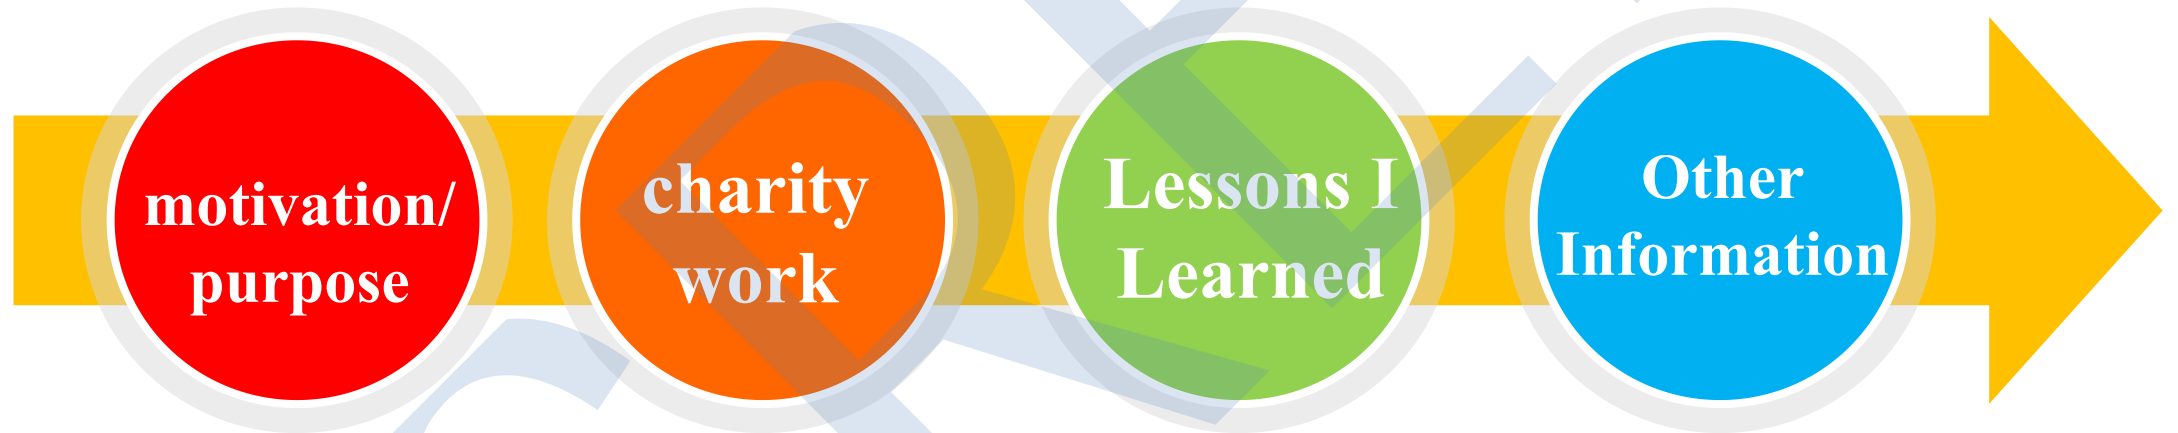 motivation/
purpose
charity
work
Lessons I
Learned
Other
Information